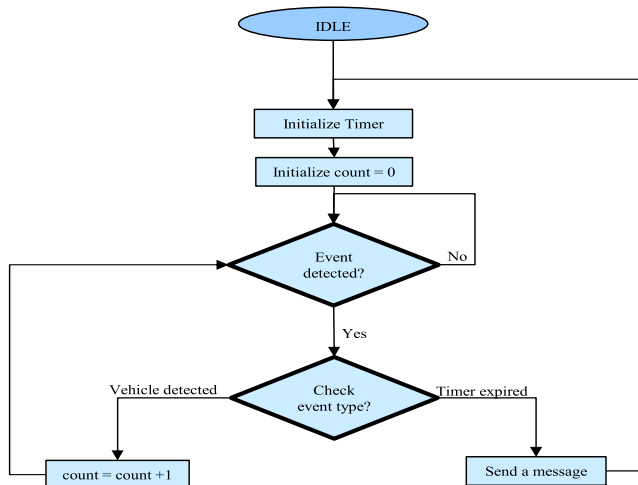 IDLE
Initialize Timer
Initialize count = 0
Event
detected?
No
Yes
Vehicle detected
Check
event type?
Timer expired
count = count +1
Send a message